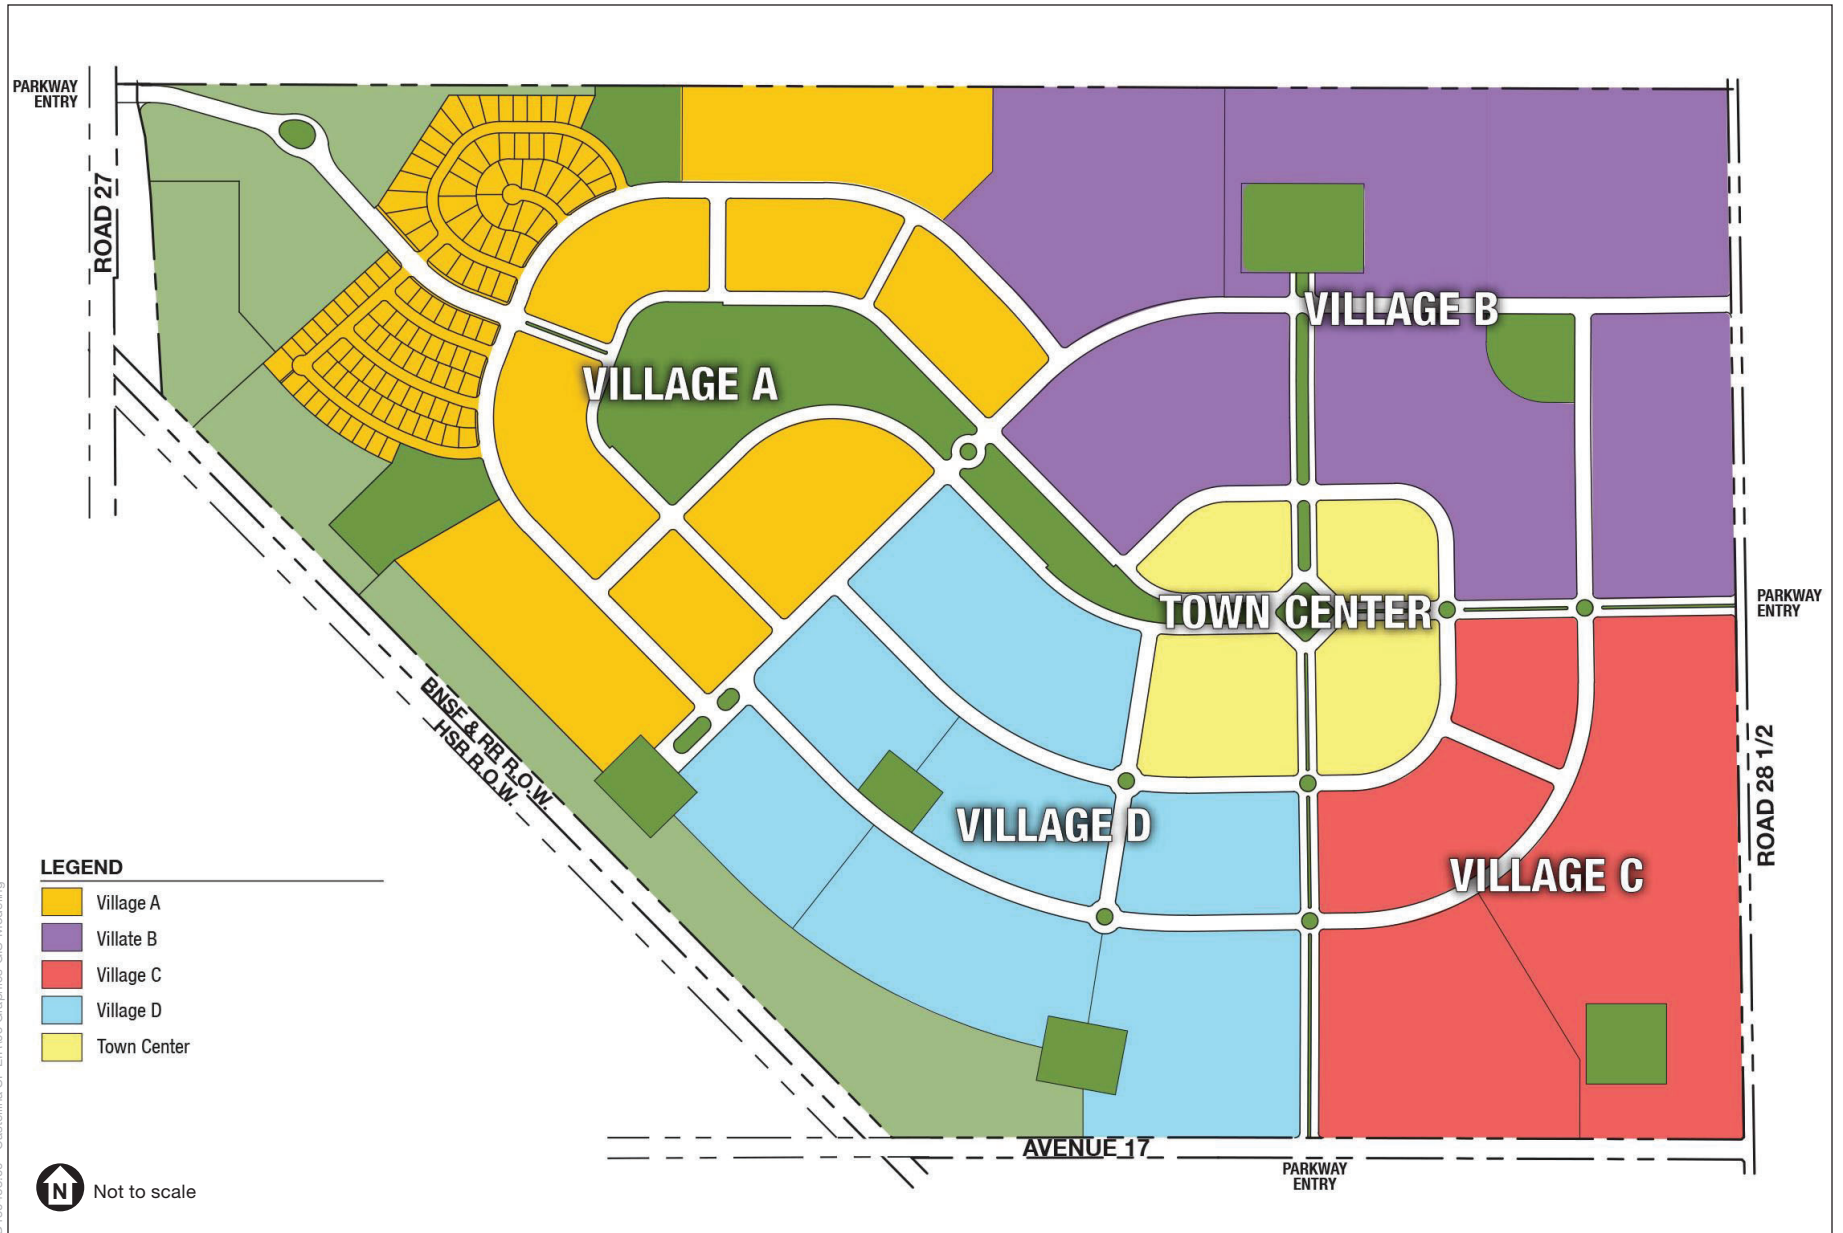 PARKWAY
ENTRY
ROAD 27
VILLAGE B
VILLAGE A
TOWN CENTER
PARKWAY
ENTRY
BNSF & RR R.O.W.
HSR R.O.W.
ROAD 28 1/2
VILLAGE D
VILLAGE C
LEGEND
Village A
Villate B
Village C
Village D
Town Center
AVENUE 17
PARKWAY
ENTRY
N
Not to scale